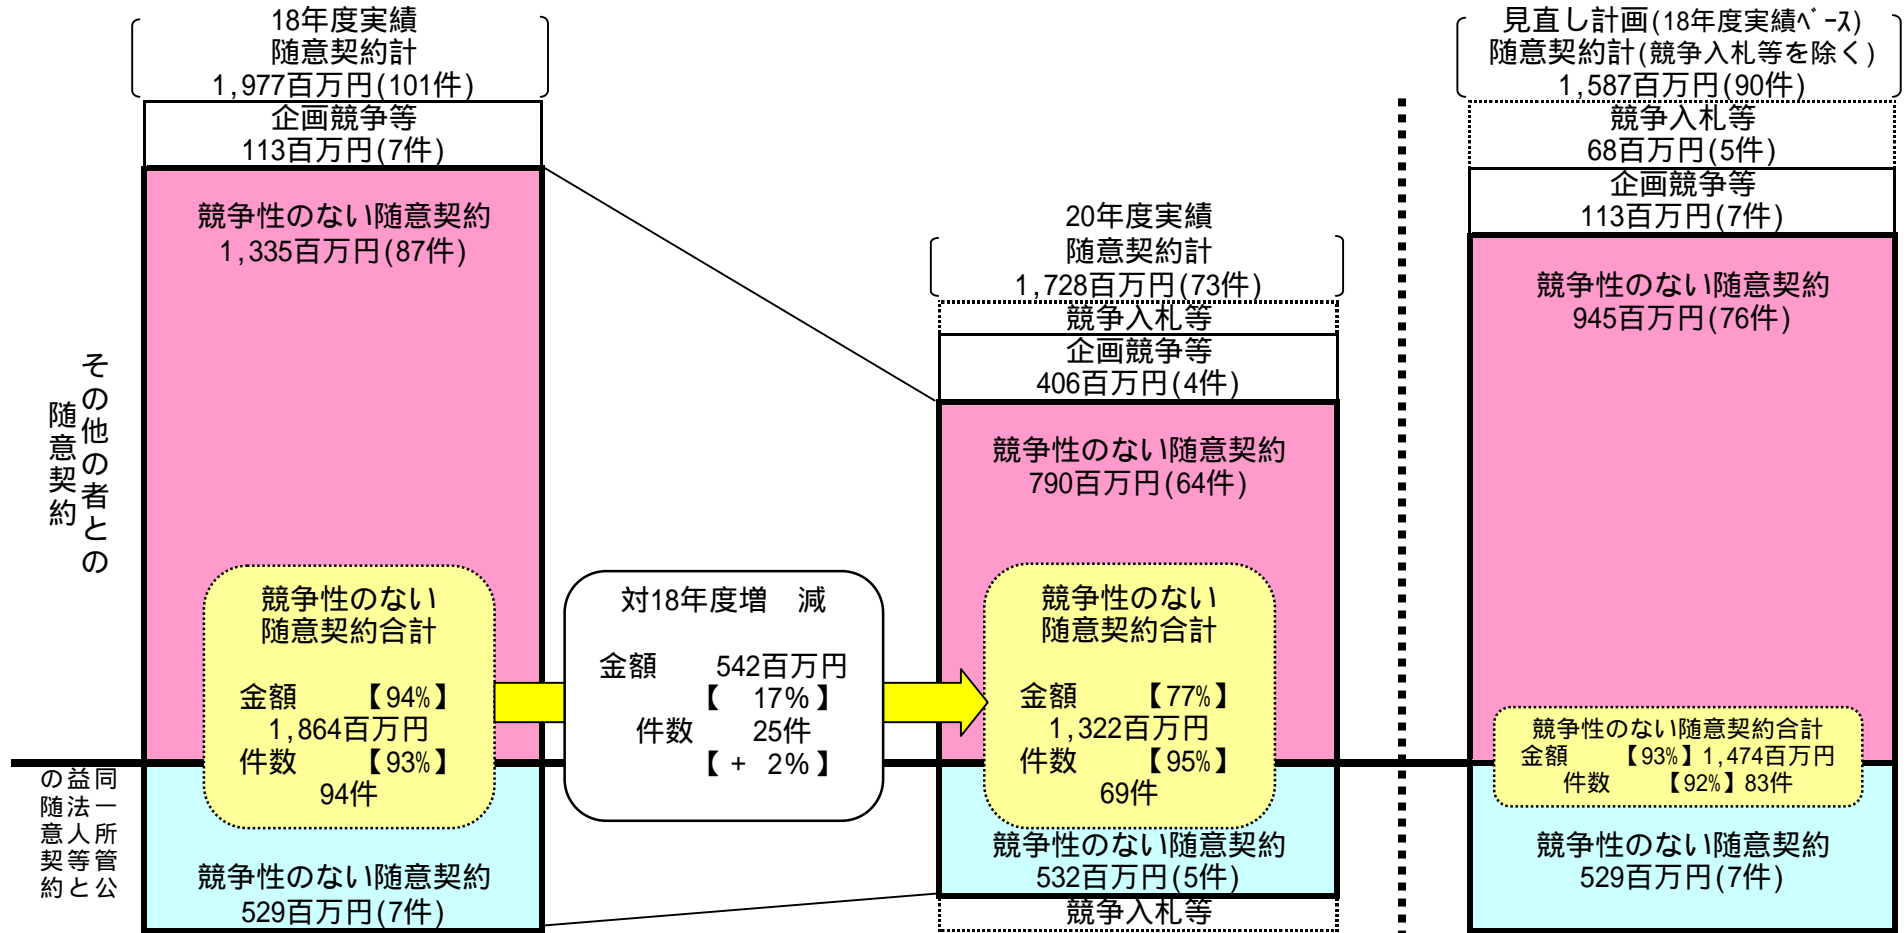 18年度実績
随意契約計
1,977百万円(101件)
企画競争等
113百万円(7件)
競争性のない随意契約
1,335百万円(87件)
競争性のない
随意契約合計
金額 【94%】
1,864百万円
件数 【93%】
94件
競争性のない随意契約
529百万円(7件)
その他の者との
随意契約
同一所管公
益法人等と
の随意契約
対18年度増 減
金額 542百万円
【 17%】
件数 25件
【 + 2%】
20年度実績
随意契約計
1,728百万円(73件)
競争入札等
企画競争等
406百万円(4件)
競争性のない随意契約
790百万円(64件)
競争性のない
随意契約合計
金額 【77%】
1,322百万円
件数 【95%】
69件
競争性のない随意契約
532百万円(5件)
競争入札等
見直し計画(18年度実績ﾍﾞｰｽ)
随意契約計(競争入札等を除く)
1,587百万円(90件)
競争入札等
68百万円(5件)
企画競争等
113百万円(7件)
競争性のない随意契約
945百万円(76件)
競争性のない随意契約合計
金額 【93%】1,474百万円
件数 【92%】83件
競争性のない随意契約
529百万円(7件)